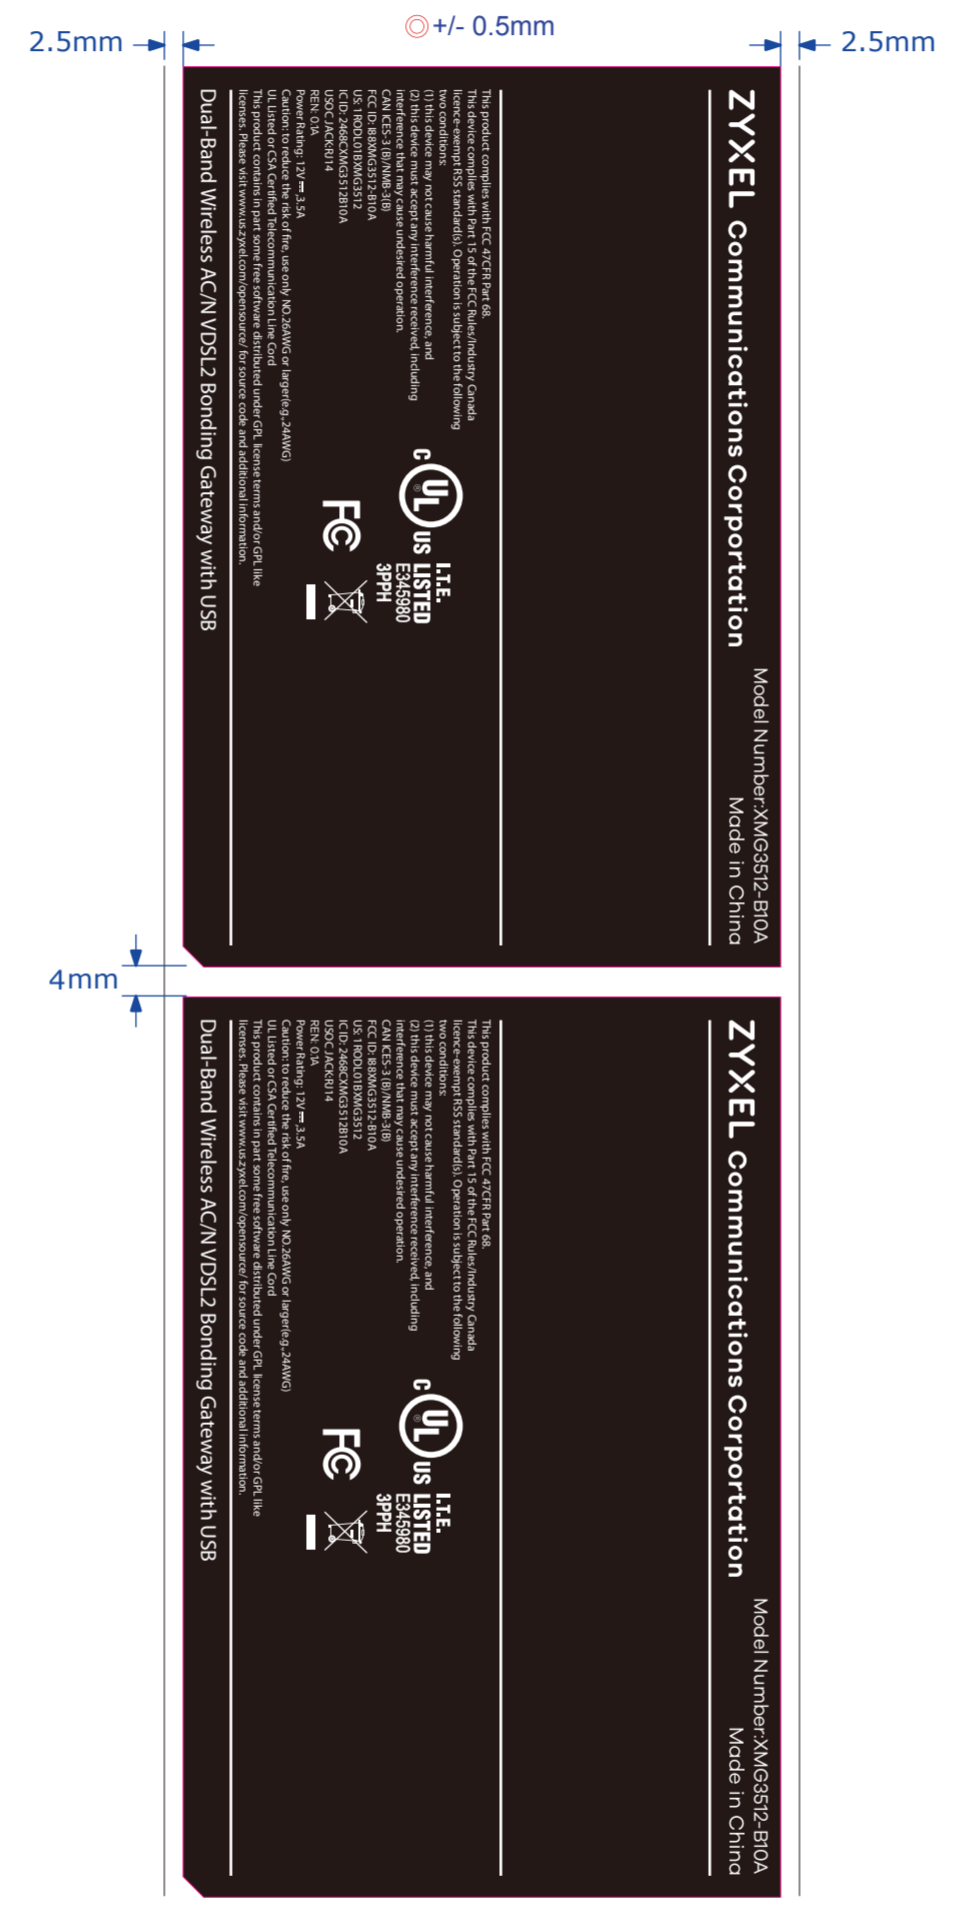 +/- 0.5mm
2.5mm
2.5mm
ZYXEL Communications Corportation
Model Number:XMG3512-B10A
Made in China
This product complies with FCC 47CFR Part 68.
This device complies with Part 15 of the FCC Rules/Industry Canada
licence-exempt RSS standard(s). Operation is subject to the following
two conditions:
(1) this device may not cause harmful interference, and
(2) this device must accept any interference received, including
interference that may cause undesired operation.
CAN ICES-3 (B)/NMB-3(B)
FCC ID: I88XMG3512-B10A
US: 1RODL01BXMG3512
IC ID: 2468CXMG3512B10A
USOC JACK:RJ14
REN: 0.1A
Power Rating: 12V ⎓ 3.5A
Caution: to reduce the risk of fire, use only NO.26AWG or larger(e.g.,24AWG)
UL Listed or CSA Certified Telecommunication Line Cord
This product contains in part some free software distributed under GPL license terms and/or GPL like
licenses. Please visit www.us.zyxel.com/opensource/ for source code and additional information.
C UL ® US
I.T.E.
LISTED
E345980
3PPH
FC
Dual-Band Wireless AC/N VDSL2 Bonding Gateway with USB
4mm
ZYXEL Communications Corportation
Model Number:XMG3512-B10A
Made in China
This product complies with FCC 47CFR Part 68.
This device complies with Part 15 of the FCC Rules/Industry Canada
licence-exempt RSS standard(s). Operation is subject to the following
two conditions:
(1) this device may not cause harmful interference, and
(2) this device must accept any interference received, including
interference that may cause undesired operation.
CAN ICES-3 (B)/NMB-3(B)
FCC ID: I88XMG3512-B10A
US: 1RODL01BXMG3512
IC ID: 2468CXMG3512B10A
USOC JACK:RJ14
REN: 0.1A
Power Rating: 12V ⎓ 3.5A
Caution: to reduce the risk of fire, use only NO.26AWG or larger(e.g.,24AWG)
UL Listed or CSA Certified Telecommunication Line Cord
This product contains in part some free software distributed under GPL license terms and/or GPL like
licenses. Please visit www.us.zyxel.com/opensource/ for source code and additional information.
C UL ® US
I.T.E.
LISTED
E345980
3PPH
FC
Dual-Band Wireless AC/N VDSL2 Bonding Gateway with USB